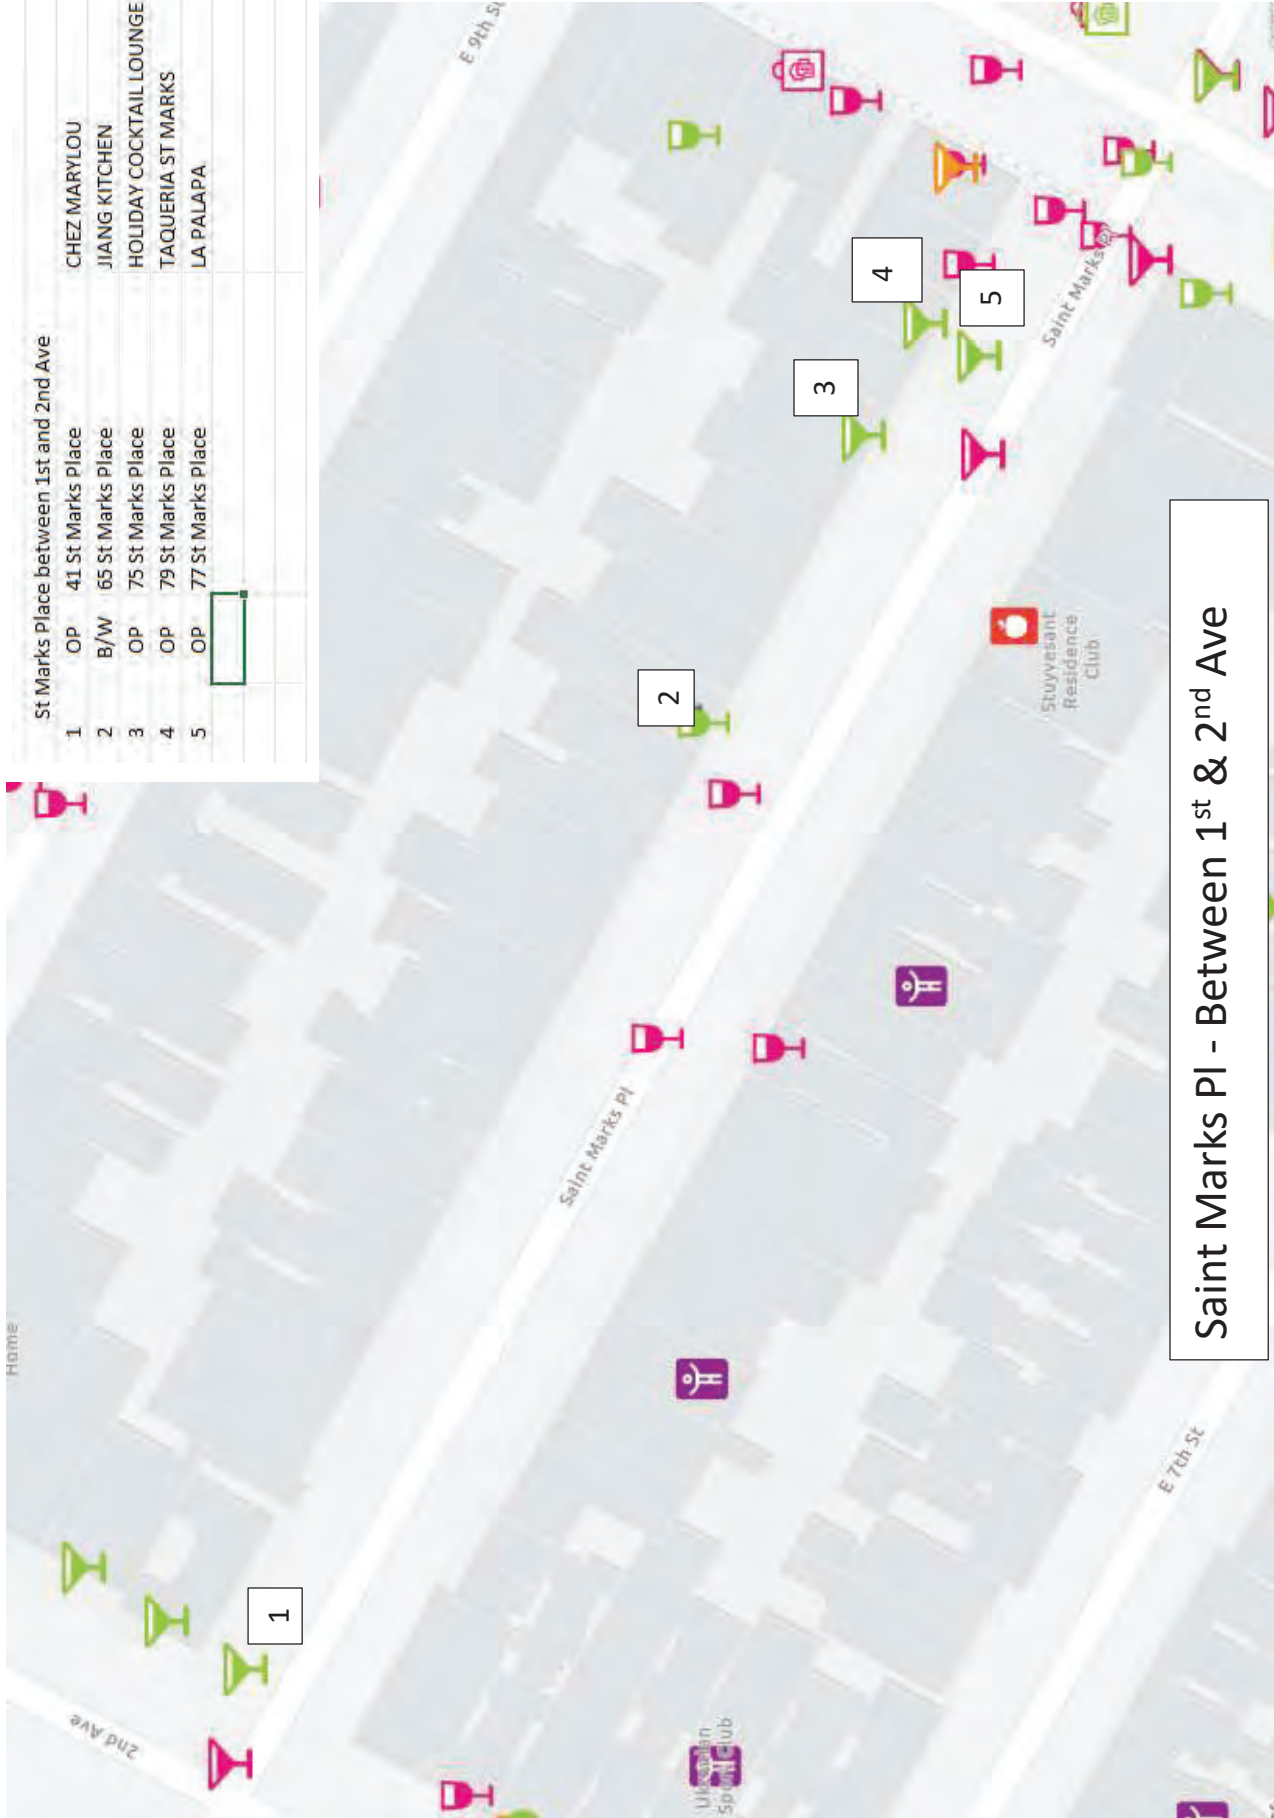 St Marks Place between 1st and 2nd Ave
1 OP 41 St Marks Place CHEZ MARYLOU
2 B/W 65 St Marks Place JIANG KITCHEN
3 OP 75 St Marks Place HOLIDAY COCKTAIL LOUNGE
4 OP 79 St Marks Place TAQUERIA ST MARKS
5 OP 77 St Marks Place LA PALAPA
Home
E 9th St
2nd Ave
1
2
3
4
5
Saint Marks Pl
Saint Marks
Stuyvesant
Residence
Club
Ukrainian
Sport Club
E 7th St
Saint Marks Pl - Between 1st & 2nd Ave